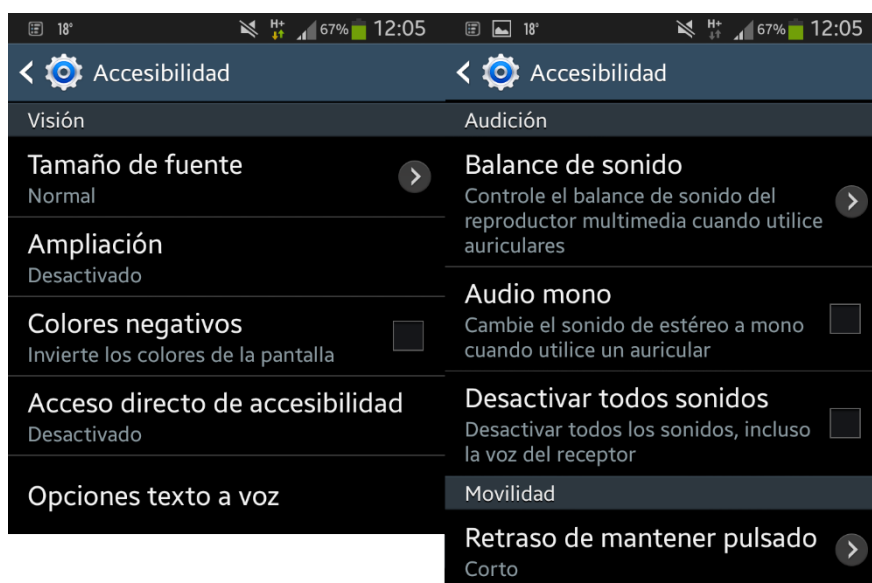 18°
H+
67%
12:05
Accesibilidad
Visión
Tamaño de fuente
Normal
Ampliación
Desactivado
Colores negativos
Invierte los colores de la pantalla
Acceso directo de accesibilidad
Desactivado
Opciones texto a voz
18°
H+
67%
12:05
Accesibilidad
Audición
Balance de sonido
Controle el balance de sonido del
reproductor multimedia cuando utilice
auriculares
Audio mono
Cambie el sonido de estéreo a mono
cuando utilice un auricular
Desactivar todos sonidos
Desactivar todos los sonidos, incluso
la voz del receptor
Movilidad
Retraso de mantener pulsado
Corto